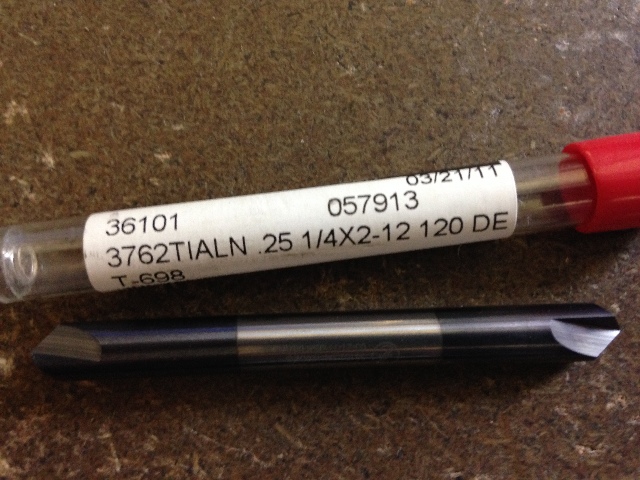 03/21/11
36101 057913
3762TIALN .25 1/4X2-12 120 DE
T-698